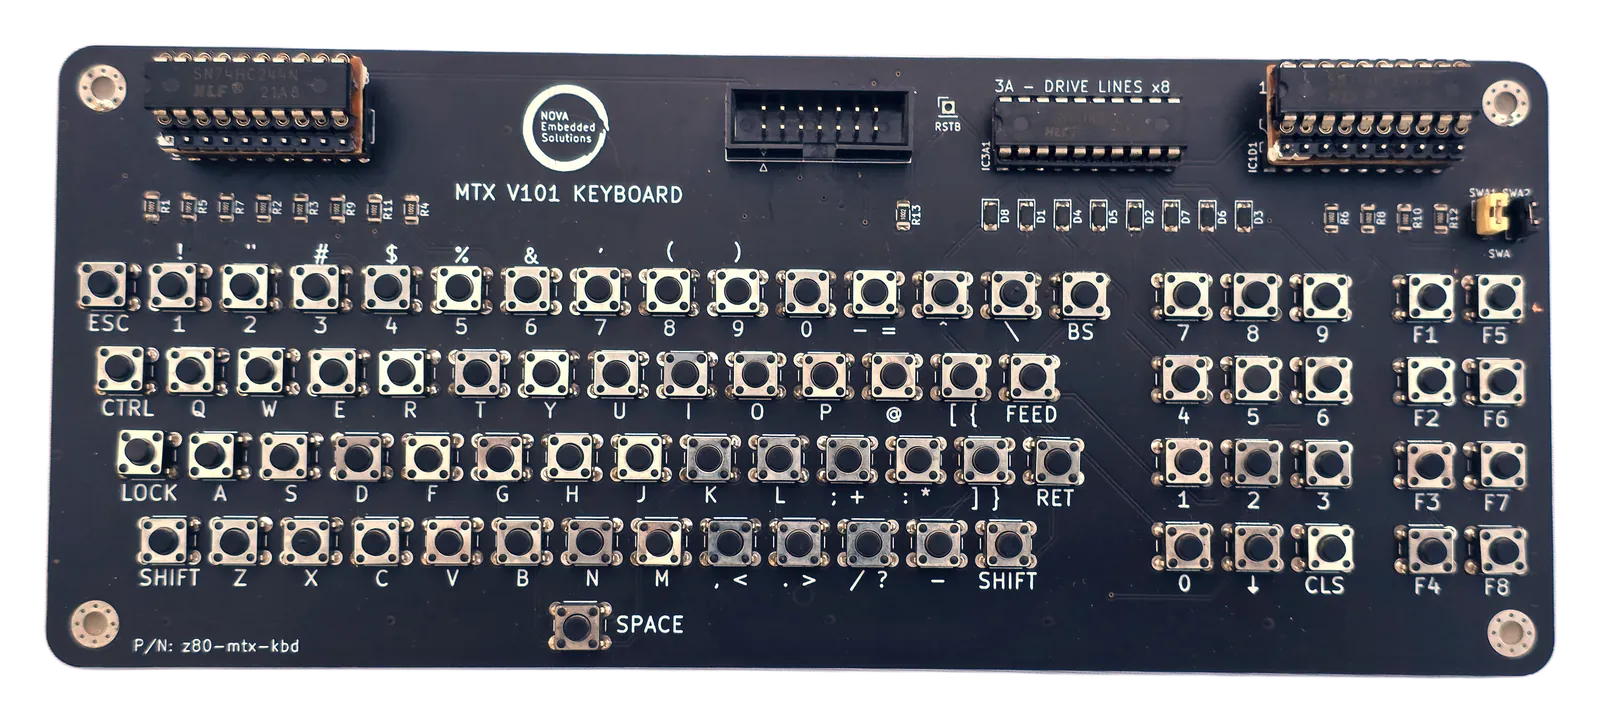 SN74HC244N
21A8
NOVA
Embedded
Solutions
MTX V101 KEYBOARD
RSTB
3A - DRIVE LINES x8
IC3A1
1
IC1D1
R1 R5 R7 R2 R3 R9 R11 R4
R13
D8 D1 D4 D5 D2 D7 D6 D3
R6 R8 R10 R12
SWA1 SWA2
SWA
! " # $ % & ' ( )
ESC 1 2 3 4 5 6 7 8 9 0 - = ^ \ BS 7 8 9 F1 F5
CTRL Q W E R T Y U I O P @ [ { FEED 4 5 6 F2 F6
LOCK A S D F G H J K L ; + : * ] } RET 1 2 3 F3 F7
SHIFT Z X C V B N M , < . > / ? – SHIFT 0 ↓ CLS F4 F8
SPACE
P/N: z80-mtx-kbd